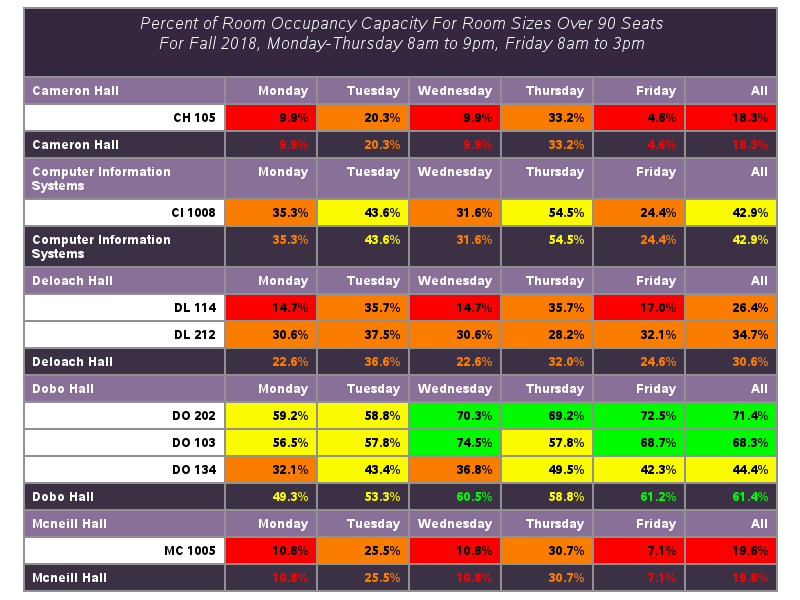 Percent of Room Occupancy Capacity For Room Sizes Over 90 Seats
For Fall 2018, Monday-Thursday 8am to 9pm, Friday 8am to 3pm
Cameron Hall Monday Tuesday Wednesday Thursday Friday All
CH 105 9.9% 20.3% 9.9% 33.2% 4.6% 18.3%
Cameron Hall 9.9% 20.3% 9.9% 33.2% 4.6% 18.3%
Computer Information Monday Tuesday Wednesday Thursday Friday All
Systems
CI 1008 35.3% 43.6% 31.6% 54.5% 24.4% 42.9%
Computer Information 35.3% 43.6% 31.6% 54.5% 24.4% 42.9%
Systems
Deloach Hall Monday Tuesday Wednesday Thursday Friday All
DL 114 14.7% 35.7% 14.7% 35.7% 17.0% 26.4%
DL 212 30.6% 37.5% 30.6% 28.2% 32.1% 34.7%
Deloach Hall 22.6% 36.6% 22.6% 32.0% 24.6% 30.6%
Dobo Hall Monday Tuesday Wednesday Thursday Friday All
DO 202 59.2% 58.8% 70.3% 69.2% 72.5% 71.4%
DO 103 56.5% 57.8% 74.5% 57.8% 68.7% 68.3%
DO 134 32.1% 43.4% 36.8% 49.5% 42.3% 44.4%
Dobo Hall 49.3% 53.3% 60.5% 58.8% 61.2% 61.4%
Mcneill Hall Monday Tuesday Wednesday Thursday Friday All
MC 1005 10.8% 25.5% 10.8% 30.7% 7.1% 19.6%
Mcneill Hall 10.8% 25.5% 10.8% 30.7% 7.1% 19.6%